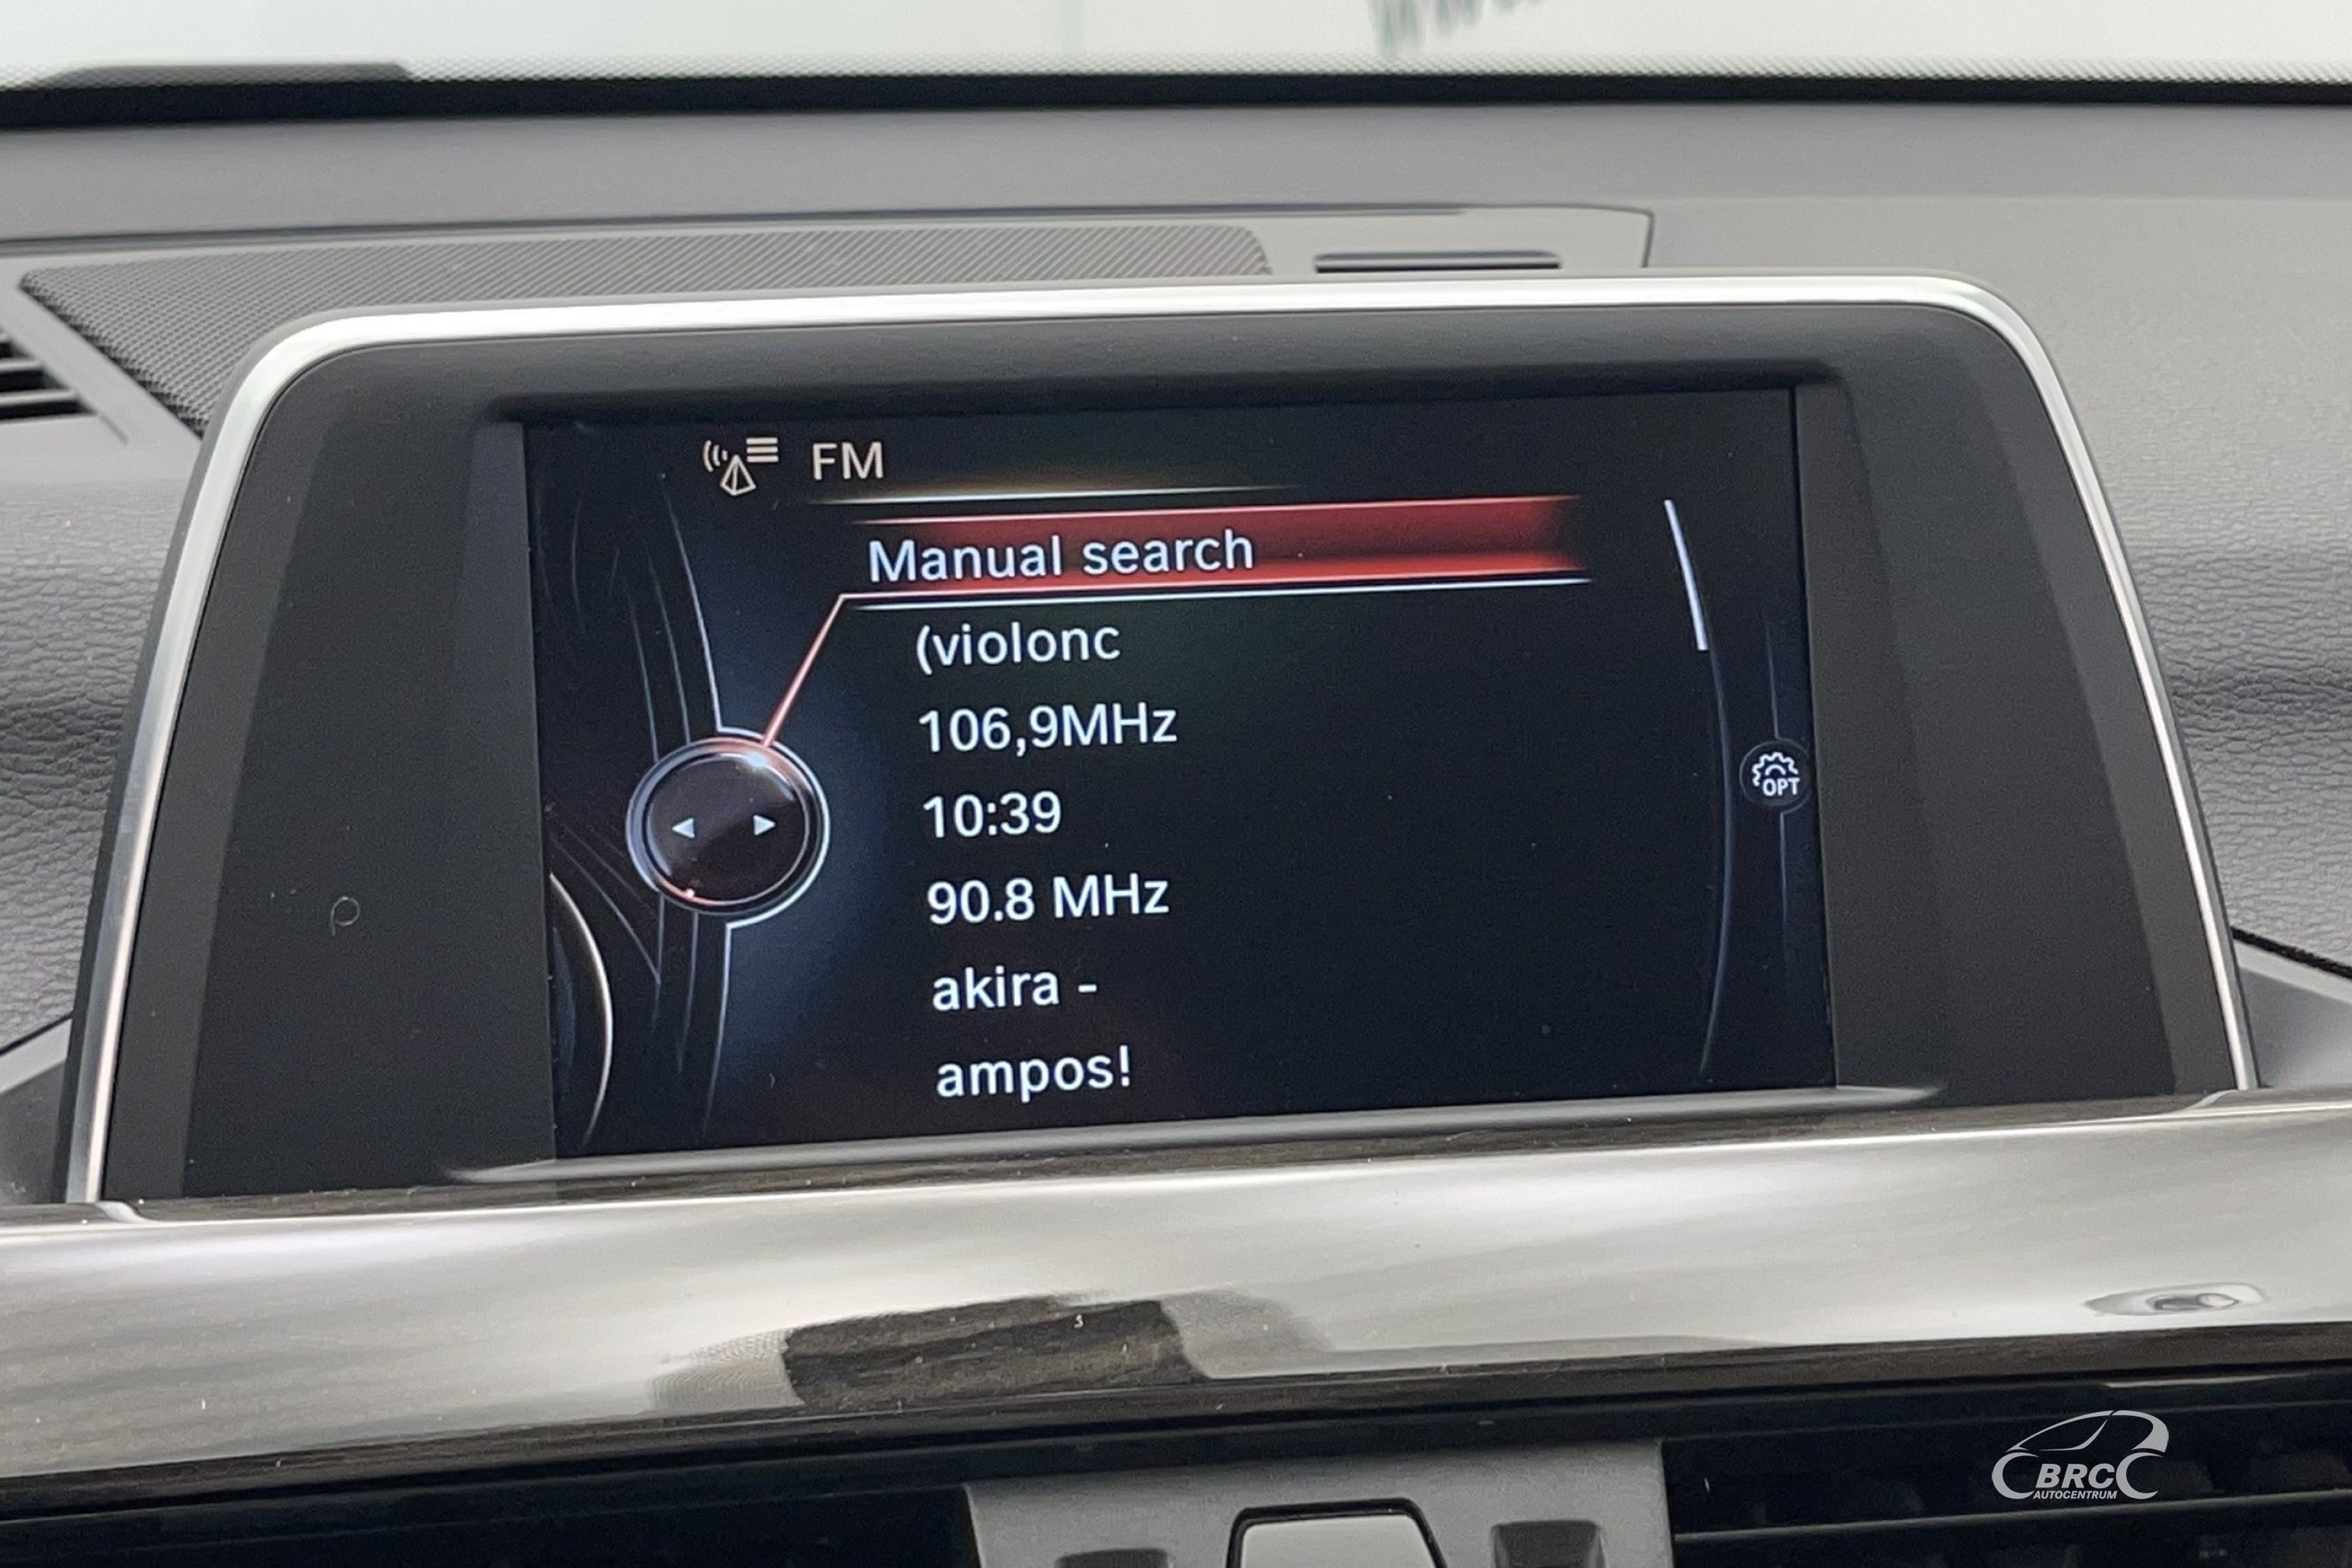 FM
Manual search
(violonc
106,9MHz
10:39
90.8 MHz
akira -
ampos!
OPT
BRC
AUTOCENTRUM